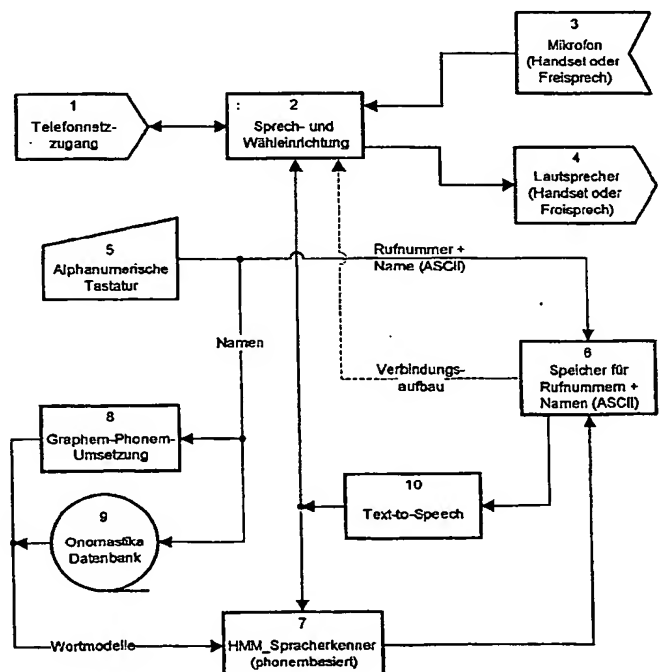 3
Mikrofon
(Handset oder
Freisprech)
1
Telefonnetz-
zugang
: 2
Sprech- und
Wähleinrichtung
4
Lautsprecher
(Handset oder
Froisprech)
5
Alphanumerische
Tastatur
Rufnummer +
Name (ASCII)
Namen
6
Speicher für
Rufnummern +
Namen (ASCII)
Verbindungs-
aufbau
8
Graphem-Phonem-
Umsetzung
10
Text-to-Speech
9
Onomastika
Datenbank
7
HMM_Spracherkenner
(phonembasiert)
Wortmodelle